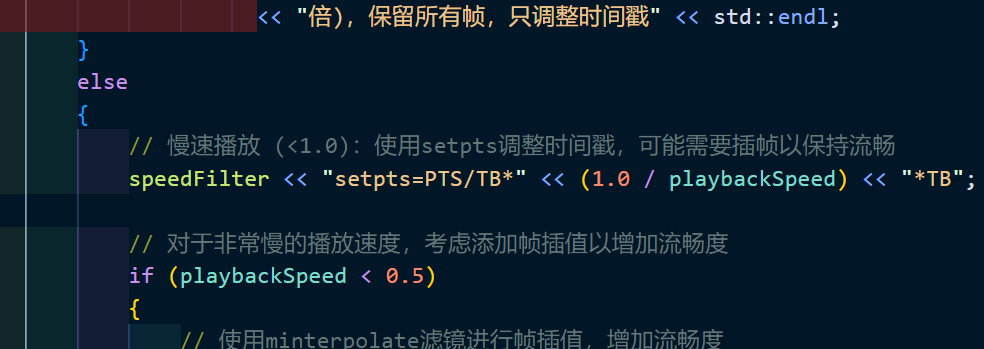 << "倍), 保留所有帧, 只调整时间戳" << std::endl;
}
else
{
// 慢速播放 (<1.0): 使用setpts调整时间戳, 可能需要插帧以保持流畅
speedFilter << "setpts=PTS/TB*" << (1.0 / playbackSpeed) << "*TB";
// 对于非常慢的播放速度, 考虑添加帧插值以增加流畅度
if (playbackSpeed < 0.5)
{
// 使用minterpolate滤镜进行帧插值, 增加流畅度